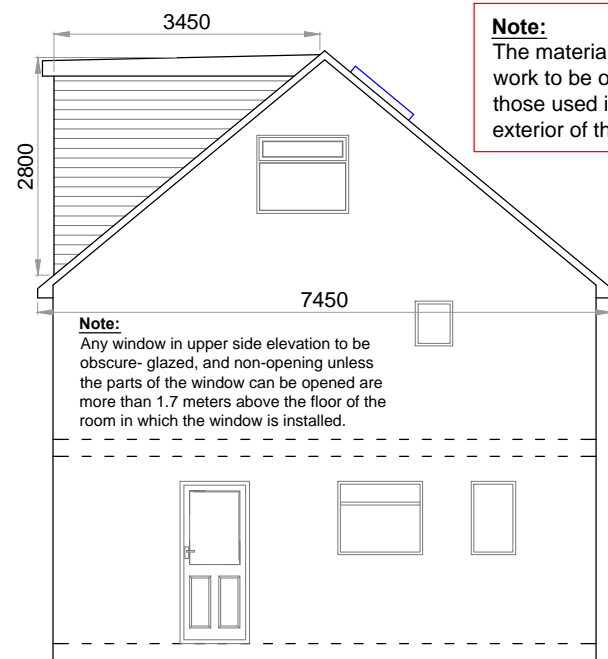 3450
Note:
The materia
work to be o
those used i
exterior of th
2800
7450
Note:
Any window in upper side elevation to be
obscure- glazed, and non-opening unless
the parts of the window can be opened are
more than 1.7 meters above the floor of the
room in which the window is installed.